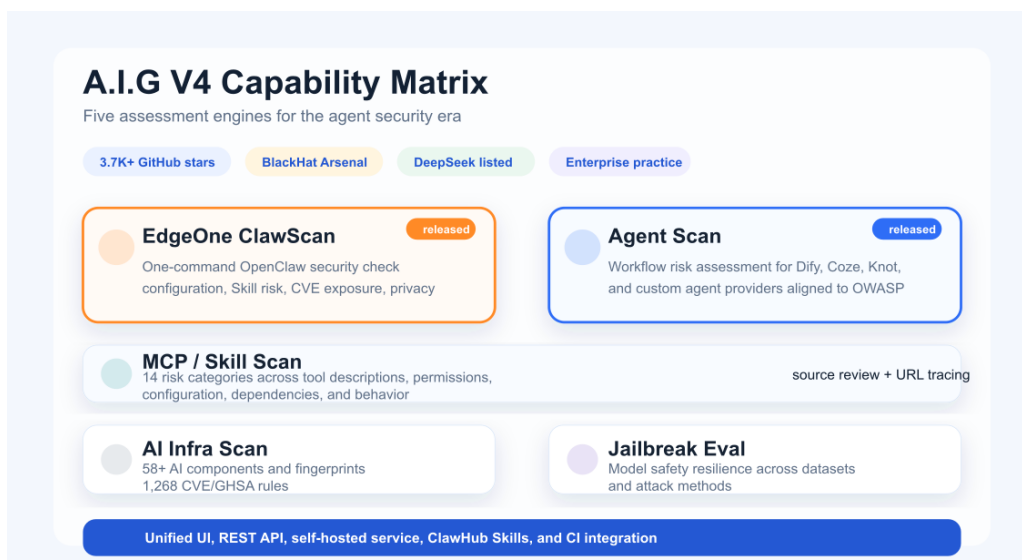 A.I.G V4 Capability Matrix
Five assessment engines for the agent security era
3.7K+ GitHub stars
BlackHat Arsenal
DeepSeek listed
Enterprise practice
EdgeOne ClawScan
released
One-command OpenClaw security check
configuration, Skill risk, CVE exposure, privacy
Agent Scan
released
Workflow risk assessment for Dify, Coze, Knot,
and custom agent providers aligned to OWASP
MCP / Skill Scan
14 risk categories across tool descriptions, permissions,
configuration, dependencies, and behavior
source review + URL tracing
AI Infra Scan
58+ AI components and fingerprints
1,268 CVE/GHSA rules
Jailbreak Eval
Model safety resilience across datasets
and attack methods
Unified UI, REST API, self-hosted service, ClawHub Skills, and CI integration